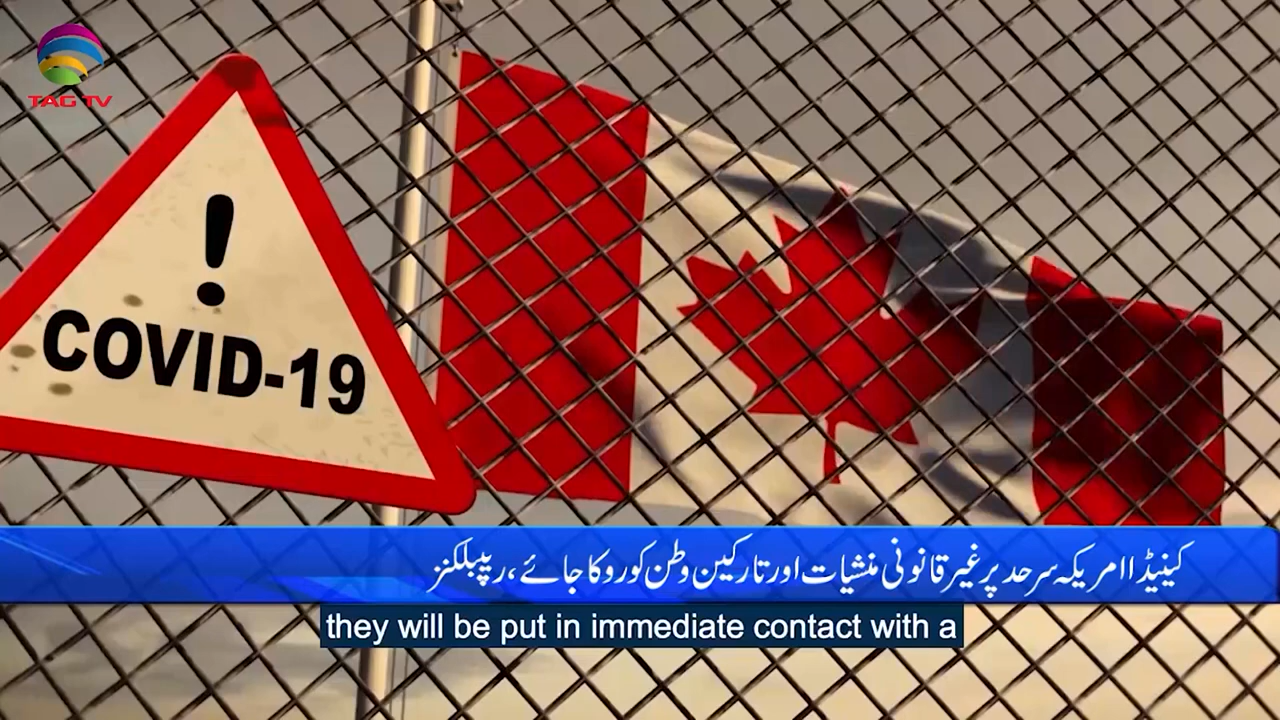 TAG TV
!
COVID-19
کینیڈا امریکہ سرحد پر غیر قانونی منشیات اور تارکین وطن کو روکا جائے، ریپبلکنز
they will be put in immediate contact with a